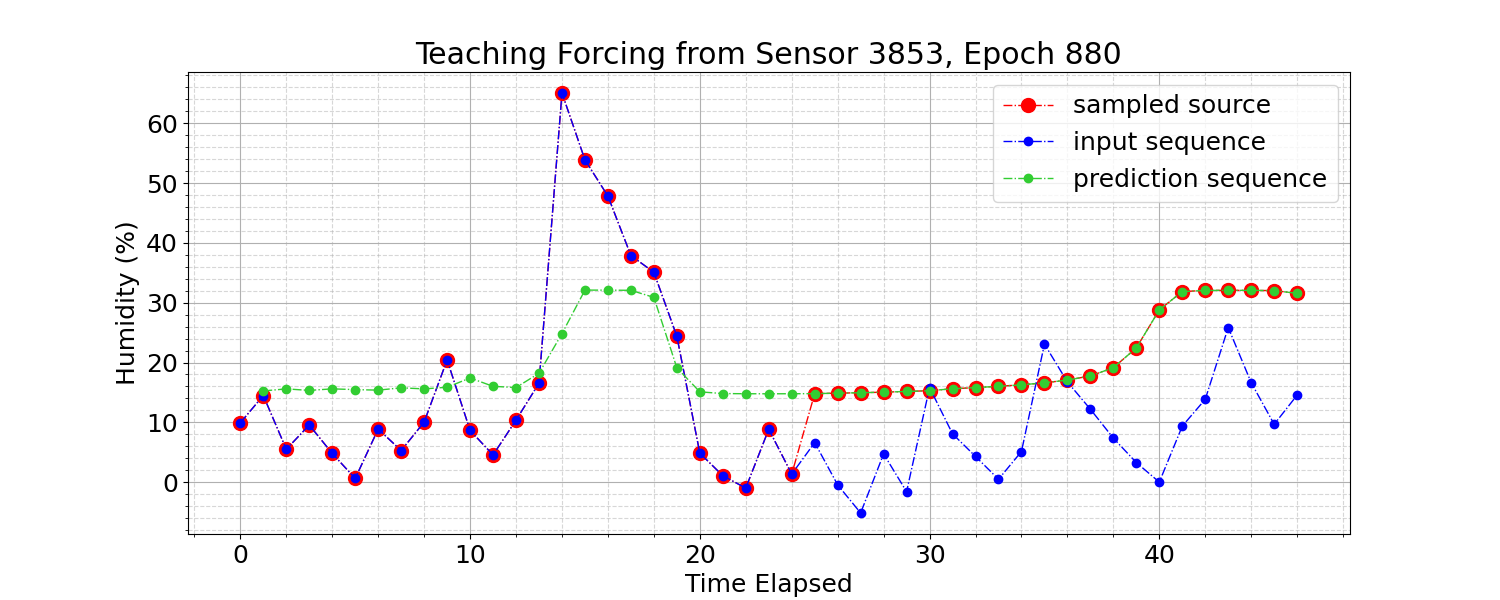 Teaching Forcing from Sensor 3853, Epoch 880
sampled source
input sequence
prediction sequence
Humidity (%)
60
50
40
30
20
10
0
0 10 20 30 40
Time Elapsed